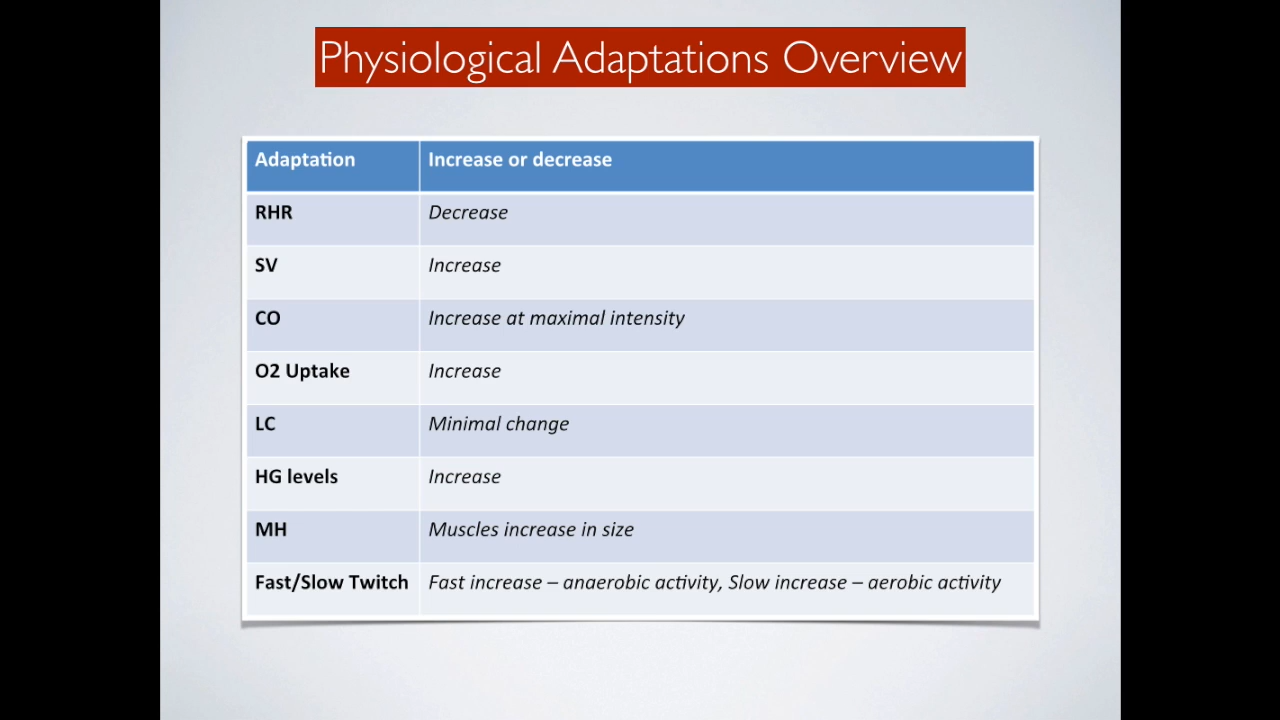 Physiological Adaptations Overview
Adaptation Increase or decrease
RHR Decrease
SV Increase
CO Increase at maximal intensity
O2 Uptake Increase
LC Minimal change
HG levels Increase
MH Muscles increase in size
Fast/Slow Twitch Fast increase – anaerobic activity, Slow increase – aerobic activity